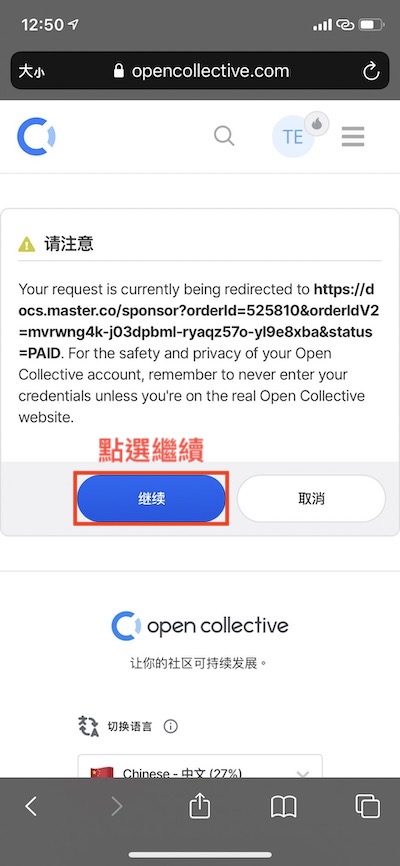 12:50
大小 opencollective.com
TE
请注意
Your request is currently being redirected to https://d
ocs.master.co/sponsor?orderId=525810&orderIdV2
=mvrwng4k-j03dpbml-ryaqz57o-yl9e8xba&status
=PAID. For the safety and privacy of your Open
Collective account, remember to never enter your
credentials unless you're on the real Open Collective
website.
點選繼續
继续 取消
open collective
让你的社区可持续发展。
切换语言
Chinese - 中文 (27%)